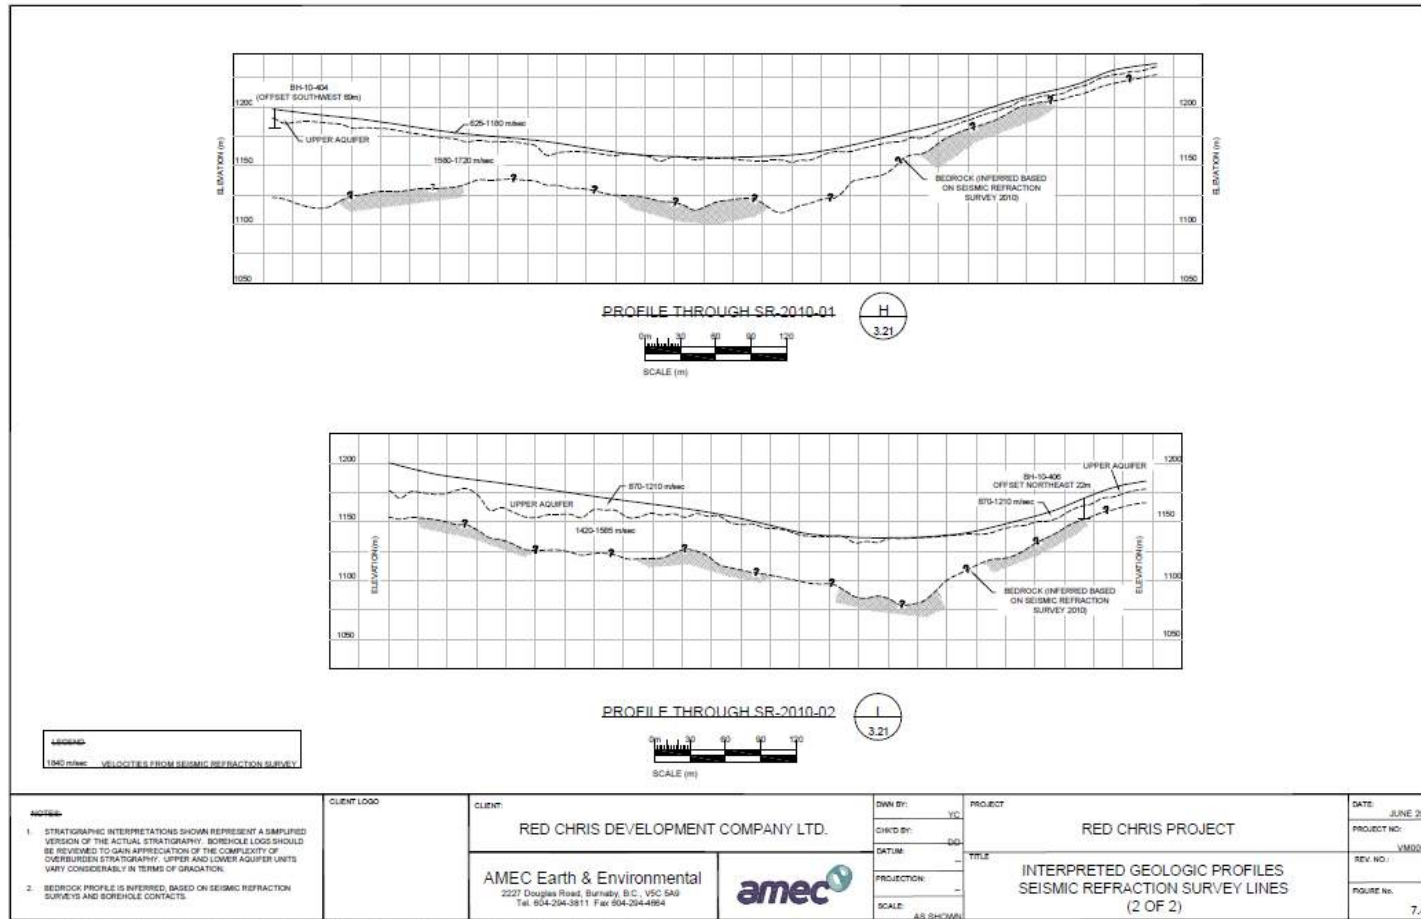 BH-10-404
(OFFSET SOUTHWEST 60m)
1200
1200
625-1180 m/sec
UPPER AQUIFER
ELEVATION (m)
ELEVATION (m)
1150
1560-1720 m/sec
1150
BEDROCK (INFERRED BASED
ON SEISMIC REFRACTION
SURVEY 2010)
?
?
?
?
?
?
?
?
?
?
?
1100
1100
1050
1050
PROFILE THROUGH SR-2010-01
H
3.21
0m 30 60 90 120
SCALE (m)
1200
1200
UPPER AQUIFER
BH-10-406
OFFSET NORTHEAST 22m
870-1210 m/sec
870-1210 m/sec
UPPER AQUIFER
1420-1585 m/sec
1150
1150
ELEVATION (m)
ELEVATION (m)
?
?
?
?
?
?
?
?
?
?
1100
1100
BEDROCK (INFERRED BASED
ON SEISMIC REFRACTION
SURVEY 2010)
1050
1050
PROFILE THROUGH SR-2010-02
I
3.21
0m 30 60 90 120
SCALE (m)
LEGEND
1840 m/sec VELOCITIES FROM SEISMIC REFRACTION SURVEY
NOTES:
1. STRATIGRAPHIC INTERPRETATIONS SHOWN REPRESENT A SIMPLIFIED
VERSION OF THE ACTUAL STRATIGRAPHY. BOREHOLE LOGS SHOULD
BE REVIEWED TO GAIN APPRECIATION OF THE COMPLEXITY OF
OVERBURDEN STRATIGRAPHY. UPPER AND LOWER AQUIFER UNITS
VARY CONSIDERABLY IN TERMS OF GRADATION.
2. BEDROCK PROFILE IS INFERRED, BASED ON SEISMIC REFRACTION
SURVEYS AND BOREHOLE CONTACTS.
CLIENT LOGO
CLIENT:
RED CHRIS DEVELOPMENT COMPANY LTD.
AMEC Earth & Environmental
2227 Douglas Road, Burnaby, B.C., V5C 5A9
Tel. 604-294-3811 Fax 604-294-4664
amec
DWN BY:
YC
CHK'D BY:
DD
DATUM:
-
PROJECTION:
-
SCALE:
AS SHOWN
PROJECT
RED CHRIS PROJECT
TITLE
INTERPRETED GEOLOGIC PROFILES
SEISMIC REFRACTION SURVEY LINES
(2 OF 2)
DATE:
JUNE
PROJECT NO:
REV. NO.:
FIGURE No.